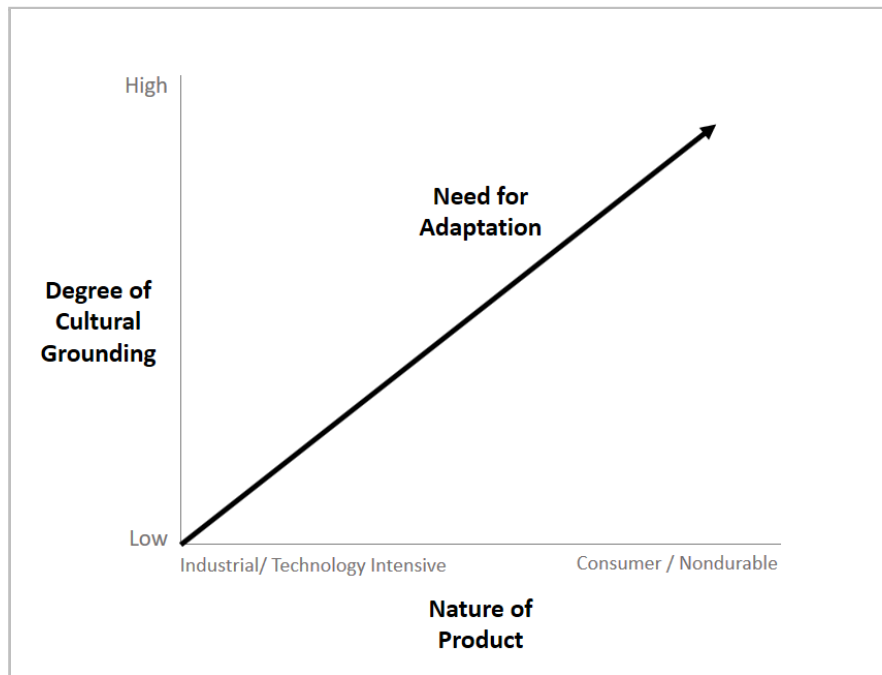 High
Need for
Adaptation
Degree of
Cultural
Grounding
Low
Industrial/ Technology Intensive
Consumer / Nondurable
Nature of
Product